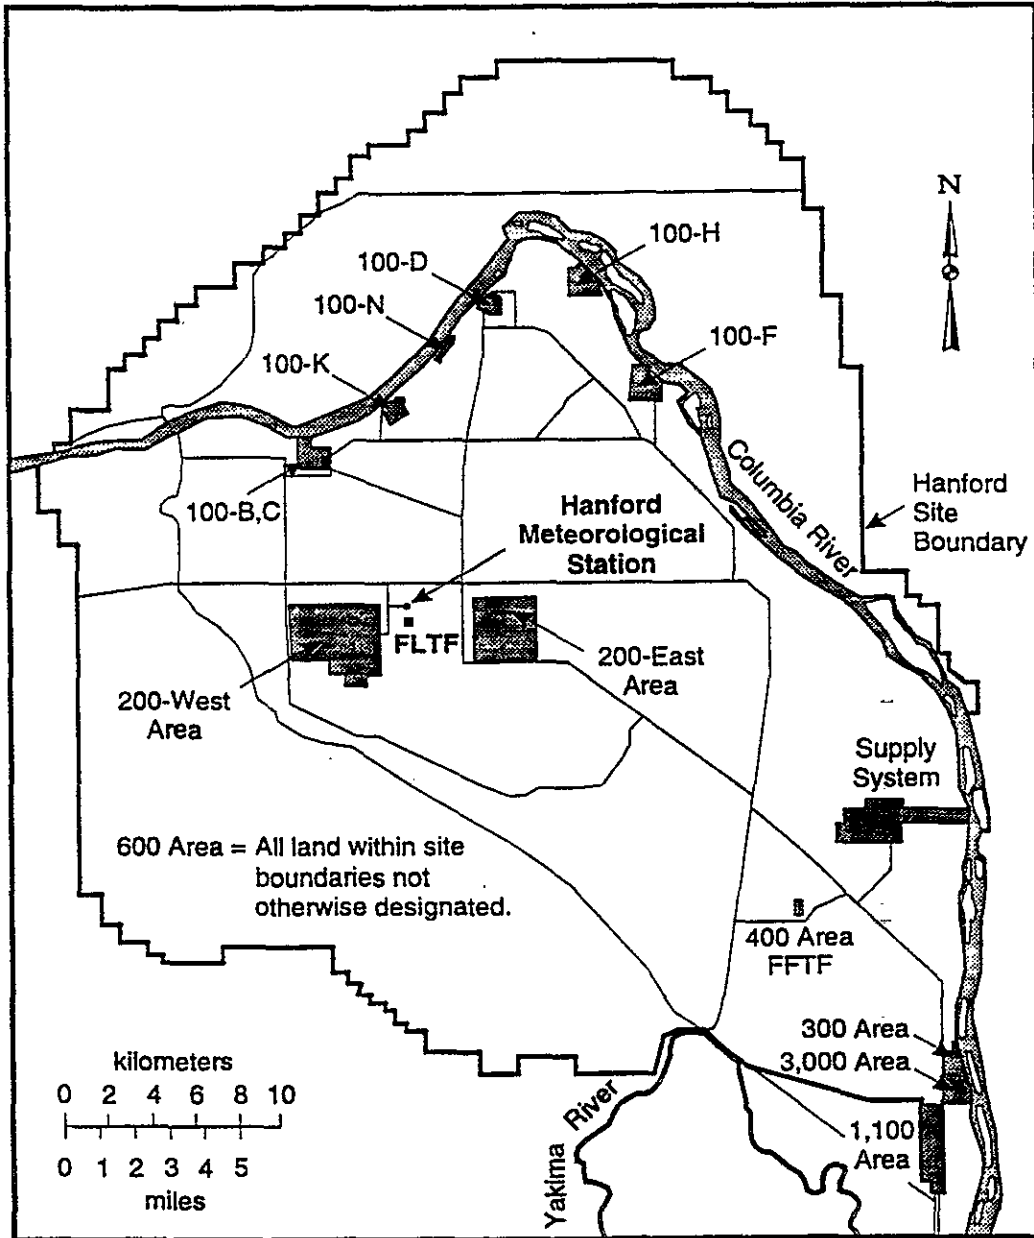 N
100-H
100-D
100-N
100-F
100-K
Columbia River
Hanford
Site
Boundary
100-B,C
Hanford
Meteorological
Station
FLTF
200-East
Area
200-West
Area
Supply
System
600 Area = All land within site
boundaries not
otherwise designated.
400 Area
FFTF
300 Area
3,000 Area
kilometers
0 2 4 6 8 10
0 1 2 3 4 5
miles
Yakima River
1,100
Area